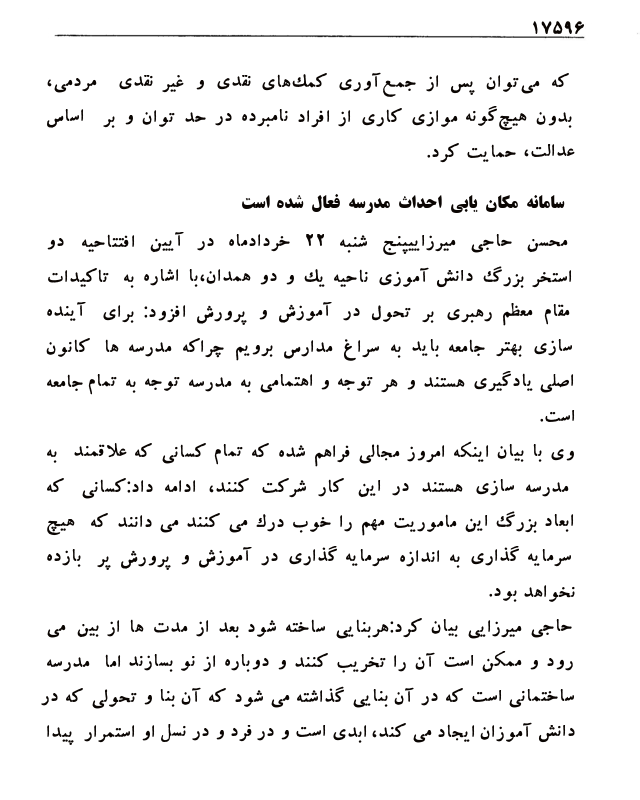 ۱۷۵۹۶
که می‌توان پس از جمع‌آوری کمك‌های نقدی و غیر نقدی مردمی،
بدون هیچ‌گونه موازی کاری از افراد نامبرده در حد توان و بر اساس
عدالت، حمایت کرد.
سامانه مکان یابی احداث مدرسه فعال شده است
محسن حاجی میرزاییپنج شنبه ۲۲ خردادماه در آیین افتتاحیه دو
استخر بزرگ دانش آموزی ناحیه یك و دو همدان،با اشاره به تاکیدات
مقام معظم رهبری بر تحول در آموزش و پرورش افزود: برای آینده
سازی بهتر جامعه باید به سراغ مدارس برویم چراکه مدرسه ها کانون
اصلی یادگیری هستند و هر توجه و اهتمامی به مدرسه توجه به تمام جامعه
است.
وی با بیان اینکه امروز مجالی فراهم شده که تمام کسانی که علاقمند به
مدرسه سازی هستند در این کار شرکت کنند، ادامه داد:کسانی که
ابعاد بزرگ این ماموریت مهم را خوب درك می کنند می دانند که هیچ
سرمایه گذاری به اندازه سرمایه گذاری در آموزش و پرورش پر بازده
نخواهد بود.
حاجی میرزایی بیان کرد:هربنایی ساخته شود بعد از مدت ها از بین می
رود و ممکن است آن را تخریب کنند و دوباره از نو بسازند اما مدرسه
ساختمانی است که در آن بنایی گذاشته می شود که آن بنا و تحولی که در
دانش آموزان ایجاد می کند، ابدی است و در فرد و در نسل او استمرار پیدا